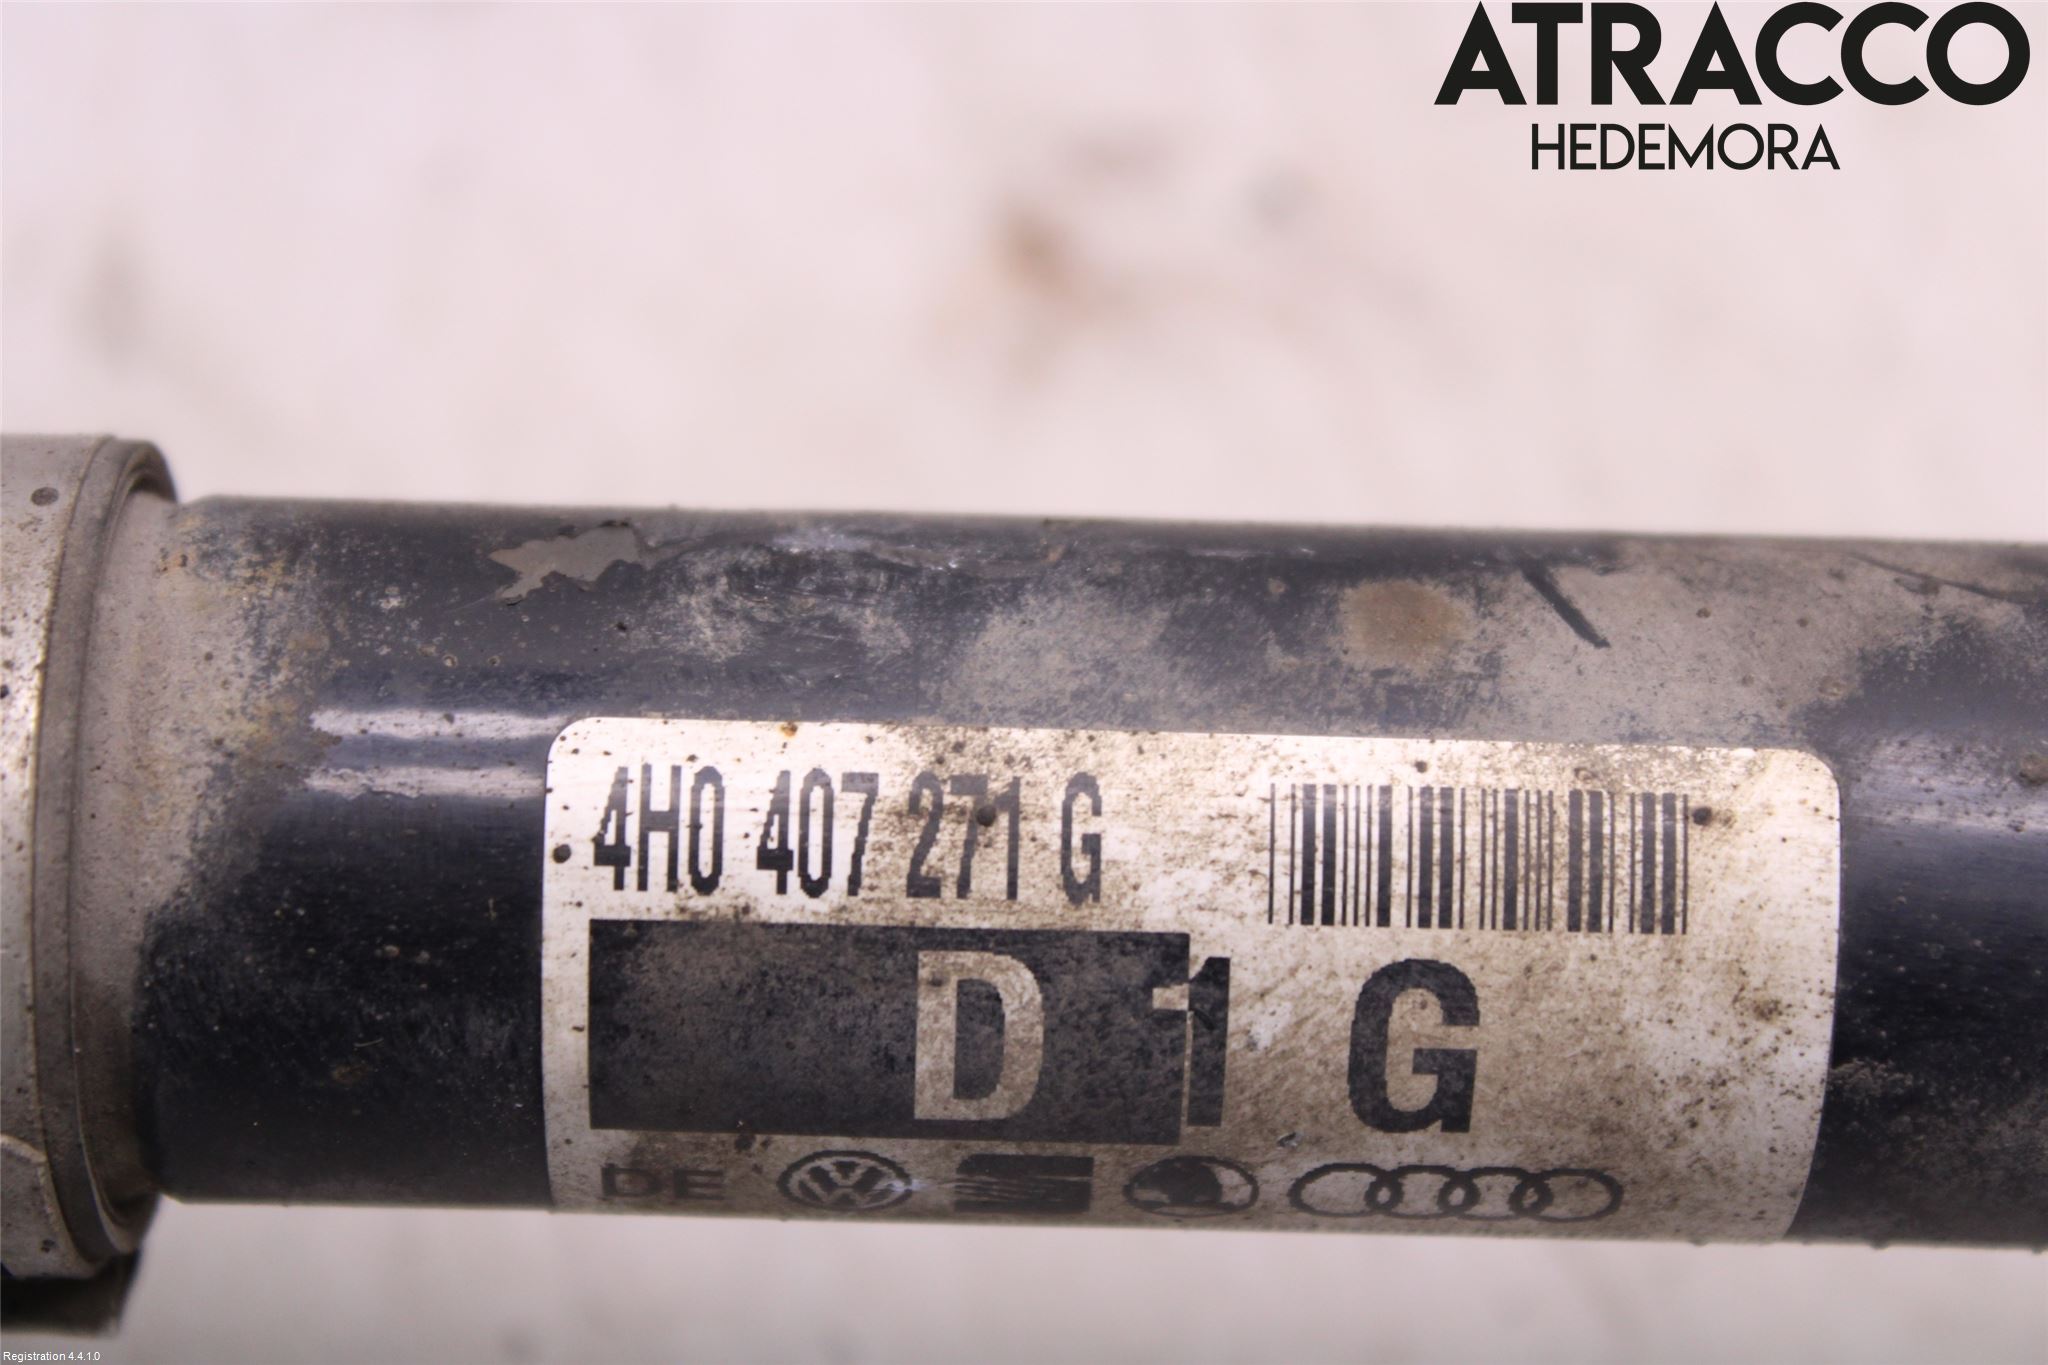 ATRACCO
HEDEMORA
4H0 407 271 G
D 1 G
DE
Registration 4.4.1.0